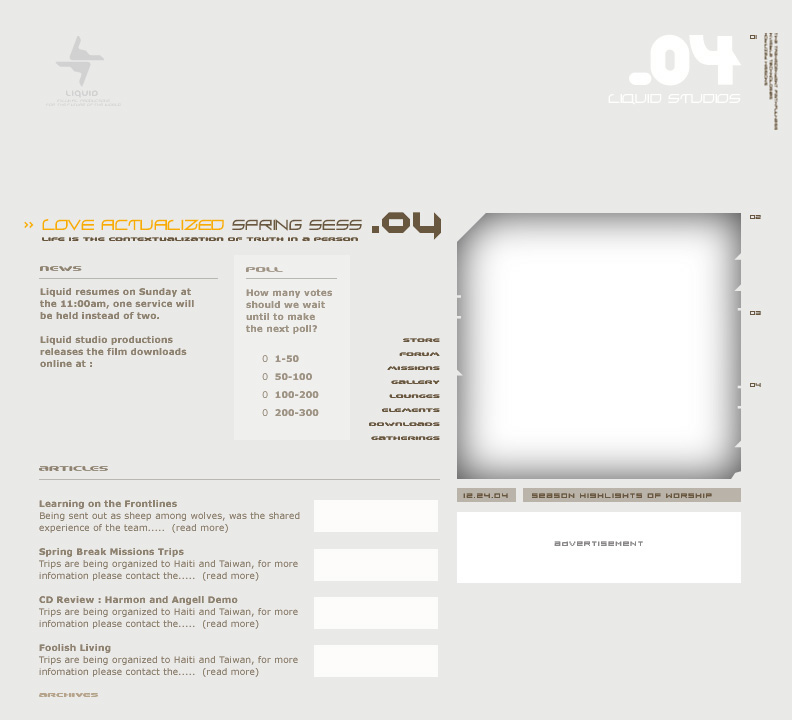 LIQUID
.04
LIQUID STUDIOS
01
>> LOVE ACTUALIZED SPRING SESS .04
LIFE IS THE CONTEXTUALIZATION OF TRUTH IN A PERSON
02
03
04
NEWS
Liquid resumes on Sunday at
the 11:00am, one service will
be held instead of two.
Liquid studio productions
releases the film downloads
online at :
POLL
How many votes
should we wait
until to make
the next poll?
0 1-50
0 50-100
0 100-200
0 200-300
STORE
FORUM
MISSIONS
GALLERY
LOUNGES
ELEMENTS
DOWNLOADS
GATHERINGS
ARTICLES
Learning on the Frontlines
Being sent out as sheep among wolves, was the shared
experience of the team..... (read more)
Spring Break Missions Trips
Trips are being organized to Haiti and Taiwan, for more
infomation please contact the..... (read more)
CD Review : Harmon and Angell Demo
Trips are being organized to Haiti and Taiwan, for more
infomation please contact the..... (read more)
Foolish Living
Trips are being organized to Haiti and Taiwan, for more
infomation please contact the..... (read more)
ARCHIVES
12.24.04
SEASON HIGHLIGHTS OF WORSHIP
ADVERTISEMENT